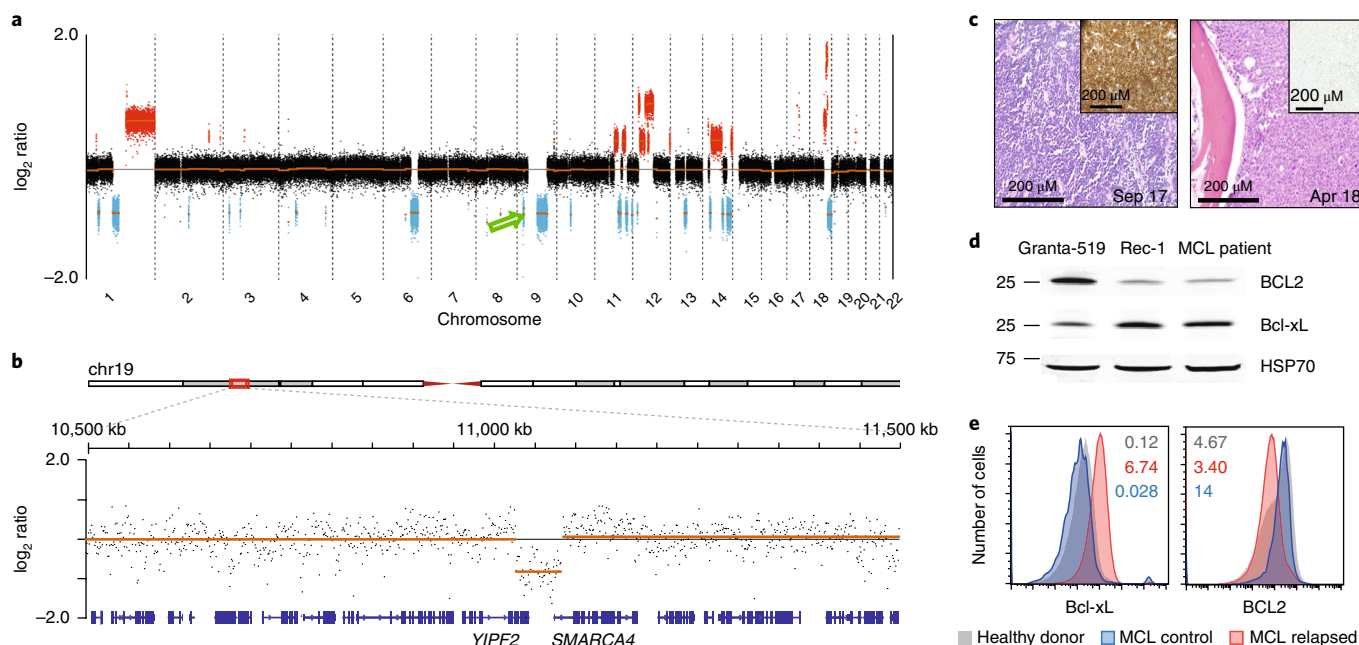 a
2.0
log2 ratio
–2.0
1 2 3 4 5 6 7 8 9 10 11 12 13 14 15 16 17 18 19 20 21 22
Chromosome
b
chr19
10,500 kb 11,000 kb 11,500 kb
2.0
log2 ratio
–2.0
YIPF2 SMARCA4
c
200 µM
200 µM
Sep 17
200 µM
200 µM
Apr 18
d
Granta-519 Rec-1 MCL patient
25 BCL2
25 Bcl-xL
75 HSP70
e
Number of cells
0.12
6.74
0.028
Bcl-xL
4.67
3.40
14
BCL2
Healthy donor MCL control MCL relapsed